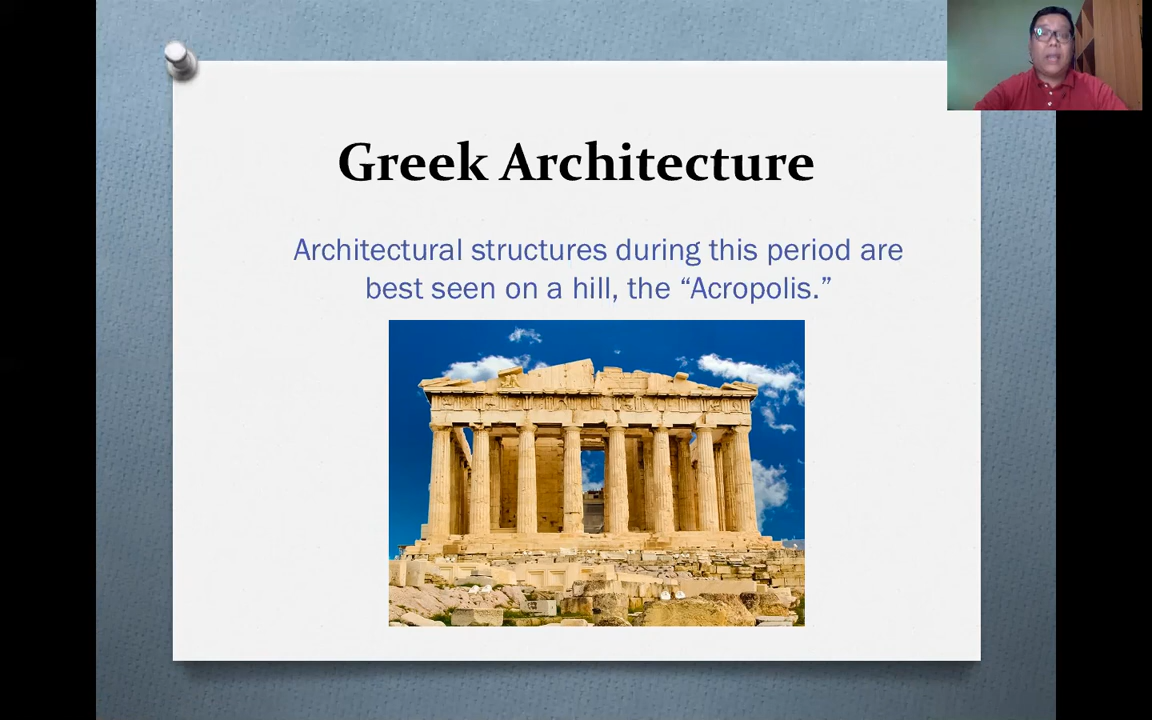 Greek Architecture
Architectural structures during this period are
best seen on a hill, the “Acropolis.”